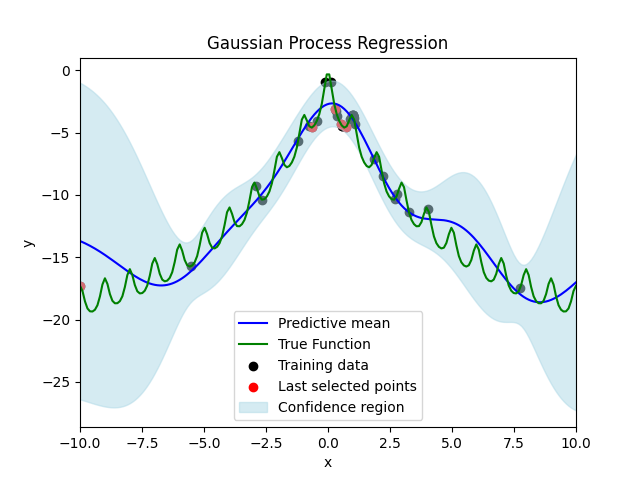 Gaussian Process Regression
y
0
−5
−10
−15
−20
−25
Predictive mean
True Function
Training data
Last selected points
Confidence region
−10.0 −7.5 −5.0 −2.5 0.0 2.5 5.0 7.5 10.0
x